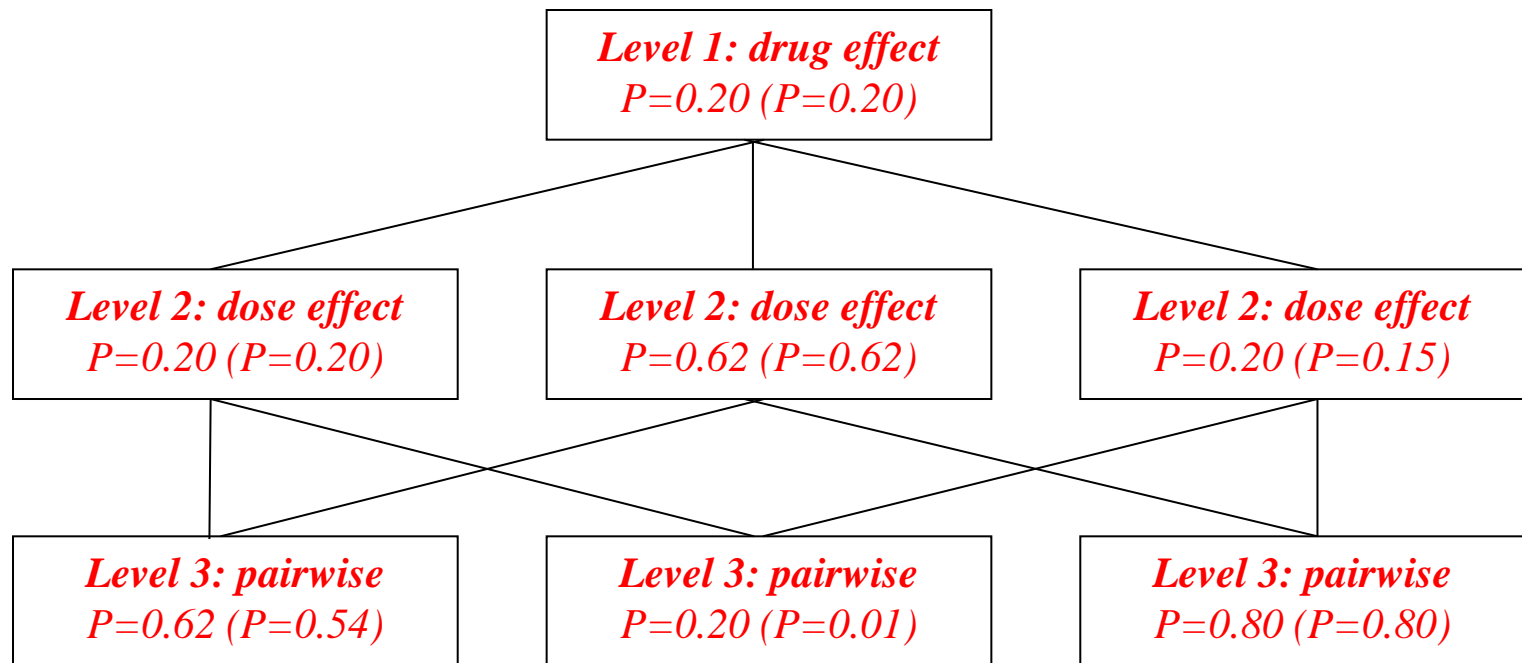 Level 1: drug effect
P=0.20 (P=0.20)
Level 2: dose effect
P=0.20 (P=0.20)
Level 2: dose effect
P=0.62 (P=0.62)
Level 2: dose effect
P=0.20 (P=0.15)
Level 3: pairwise
P=0.62 (P=0.54)
Level 3: pairwise
P=0.20 (P=0.01)
Level 3: pairwise
P=0.80 (P=0.80)